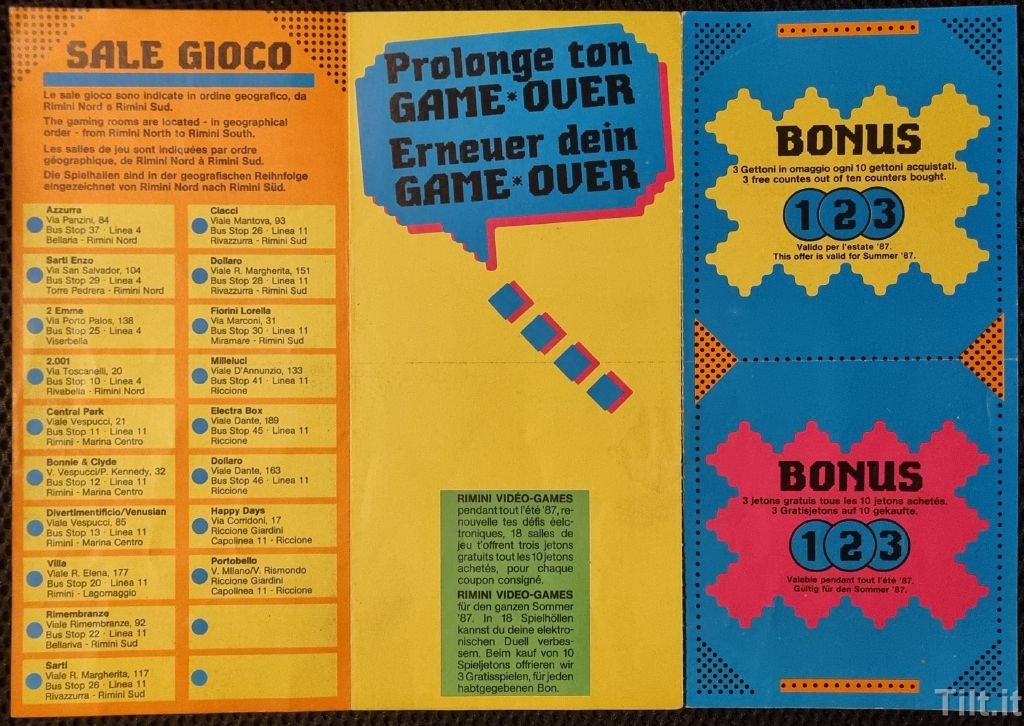 SALE GIOCO
Le sale gioco sono indicate in ordine geografico, da
Rimini Nord a Rimini Sud.
The gaming rooms are located - in geographical
order - from Rimini North to Rimini South.
Les salles de jeu sont indiquées par ordre
géographique, de Rimini Nord à Rimini Sud.
Die Spielhallen sind in der geografischen Reihnfolge
eingezeichnet von Rimini Nord nach Rimini Süd.
Azzurra
Via Panzini, 84
Bus Stop 37 · Linea 4
Bellaria - Rimini Nord
Sarti Enzo
Via San Salvador, 104
Bus Stop 29 · Linea 4
Torre Pedrera - Rimini Nord
2 Emme
Via Porto Palos, 138
Bus Stop 25 · Linea 4
Viserbella
2.001
Via Toscanelli, 20
Bus Stop 10 · Linea 4
Rivabella - Rimini Nord
Central Park
Viale Vespucci, 21
Bus Stop 11 · Linea 11
Rimini - Marina Centro
Bonnie & Clyde
V. Vespucci/P. Kennedy, 32
Bus Stop 12 · Linea 11
Rimini - Marina Centro
Divertimentificio/Venusian
Viale Vespucci, 85
Bus Stop 13 · Linea 11
Rimini - Marina Centro
Villa
Viale R. Elena, 177
Bus Stop 20 · Linea 11
Rimini - Lagomaggio
Rimembranze
Viale Rimembranze, 92
Bus Stop 22 · Linea 11
Bellariva - Rimini Sud
Sarti
Viale R. Margherita, 117
Bus Stop 26 · Linea 11
Rivazzurra - Rimini Sud
Ciacci
Viale Mantova, 93
Bus Stop 26 · Linea 11
Rivazzurra - Rimini Sud
Dollaro
Viale R. Margherita, 151
Bus Stop 28 · Linea 11
Rivazzurra - Rimini Sud
Fiorini Lorella
Via Marconi, 31
Bus Stop 30 · Linea 11
Miramare - Rimini Sud
Milleluci
Viale D'Annunzio, 133
Bus Stop 41 · Linea 11
Riccione
Electra Box
Viale Dante, 189
Bus Stop 45 · Linea 11
Riccione
Dollaro
Viale Dante, 163
Bus Stop 46 · Linea 11
Riccione
Happy Days
Via Corridoni, 17
Riccione Giardini
Capolinea 11 - Riccione
Portobello
V. Milano/V. Rismondo
Riccione Giardini
Capolinea 11 - Riccione
Prolonge ton
GAME*OVER
Erneuer dein
GAME*OVER
RIMINI VIDÉO-GAMES
pendant tout l'été '87, re-
nouvelle tes défis éelc-
troniques, 18 salles de
jeu t'offrent trois jetons
gratuits tout les 10 jetons
achetés, pour chaque
coupon consigné.
RIMINI VIDEO-GAMES
für den ganzen Sommer
'87. In 18 Spielhöllen
kannst du deine elektro-
nischen Duell verbes-
sern. Beim kauf von 10
Spieljetons offrieren wir
3 Gratisspielen, für jeden
habtgegebenen Bon.
BONUS
3 Gettoni in omaggio ogni 10 gettoni acquistati.
3 free countes out of ten counters bought.
1 2 3
Valido per l'estate '87.
This offer is valid for Summer '87.
BONUS
3 jetons gratuis tous les 10 jetons achetés.
3 Gratisjetons auf 10 gekaufte.
1 2 3
Valable pendant tout l'été '87.
Gültig für den Sommer '87.
Tilt.it